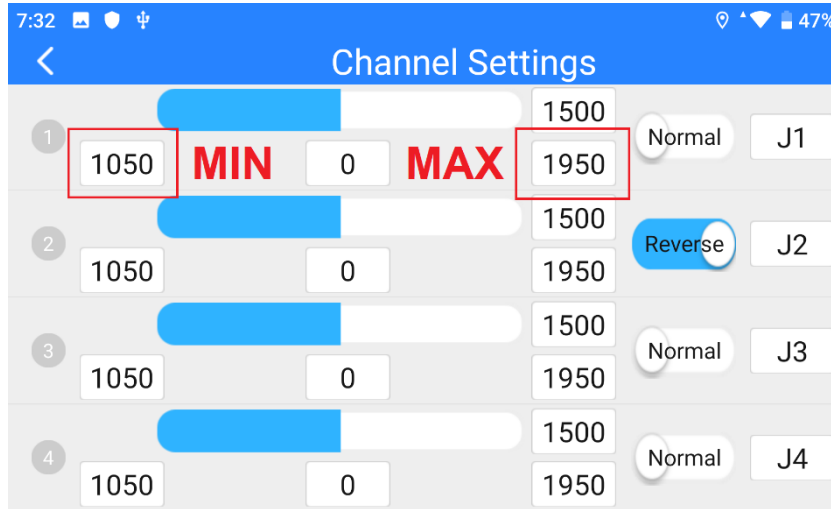 7:32 47%
Channel Settings
1500
1 Normal J1
1050 MIN 0 MAX 1950
1500
2 Reverse J2
1050 0 1950
1500
3 Normal J3
1050 0 1950
1500
4 Normal J4
1050 0 1950